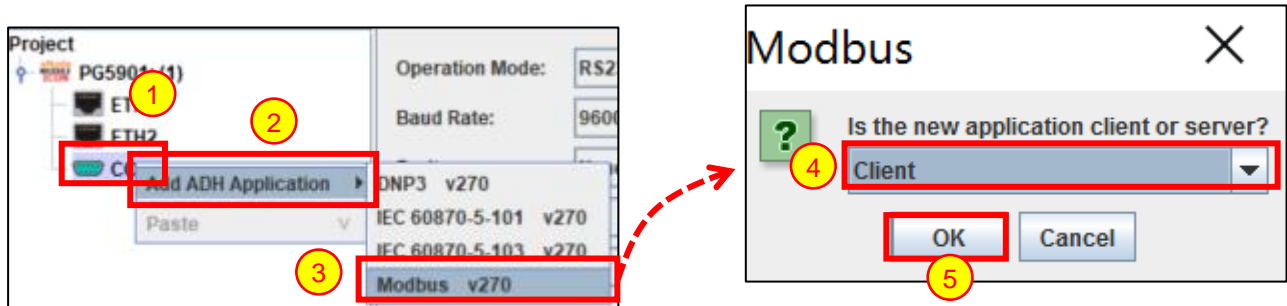 Project
PG5901 (1)
1
ET
ETH2
CO
2
Operation Mode:
RS2
Baud Rate:
9600
Add ADH Application
Paste
V
DNP3 v270
IEC 60870-5-101 v270
IEC 60870-5-103 v270
3
Modbus v270
Modbus
?
Is the new application client or server?
4
Client
OK
Cancel
5